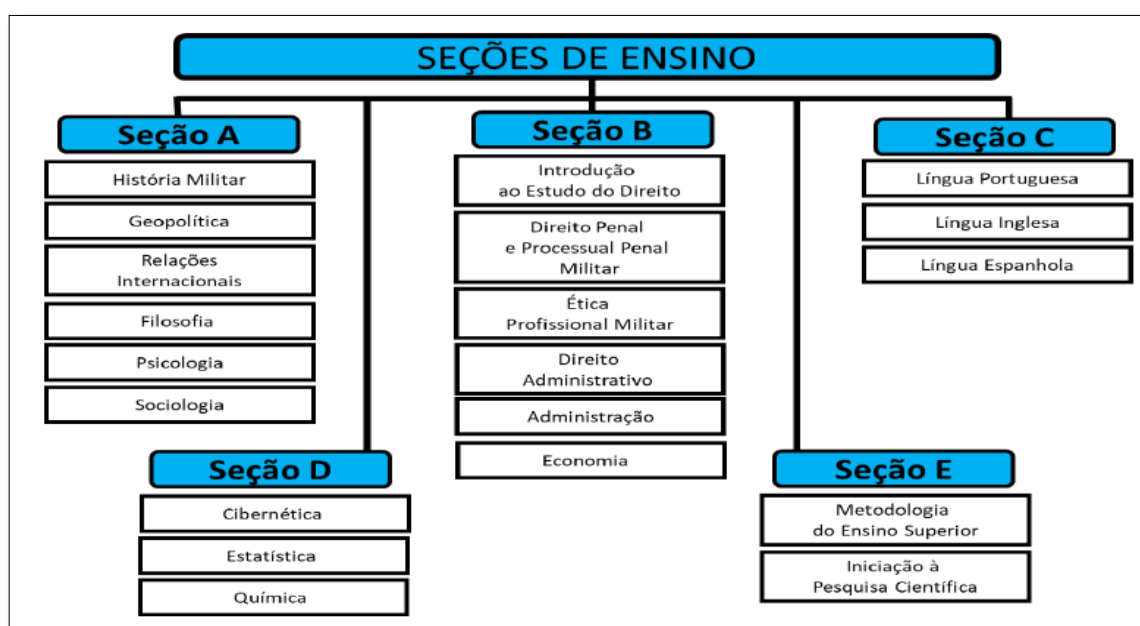 SEÇÕES DE ENSINO
Seção A
História Militar
Geopolítica
Relações
Internacionais
Filosofia
Psicologia
Sociologia
Seção B
Introdução
ao Estudo do Direito
Direito Penal
e Processual Penal
Militar
Ética
Profissional Militar
Direito
Administrativo
Administração
Economia
Seção C
Língua Portuguesa
Língua Inglesa
Língua Espanhola
Seção D
Cibernética
Estatística
Química
Seção E
Metodologia
do Ensino Superior
Iniciação à
Pesquisa Científica